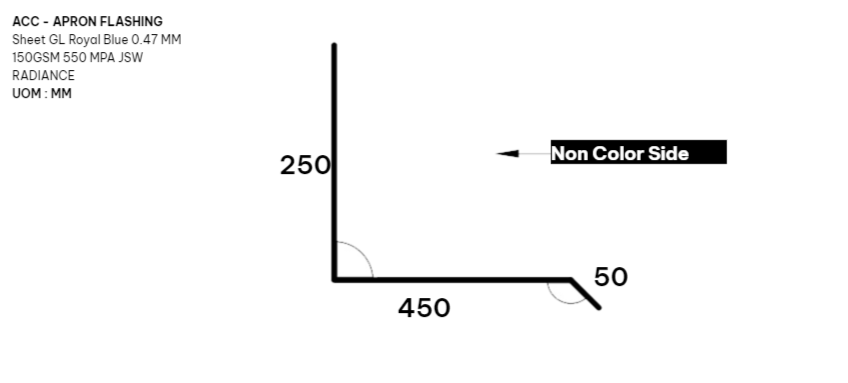 ACC - APRON FLASHING
Sheet GL Royal Blue 0.47 MM
150GSM 550 MPA JSW
RADIANCE
UOM : MM
Non Color Side
250
50
450